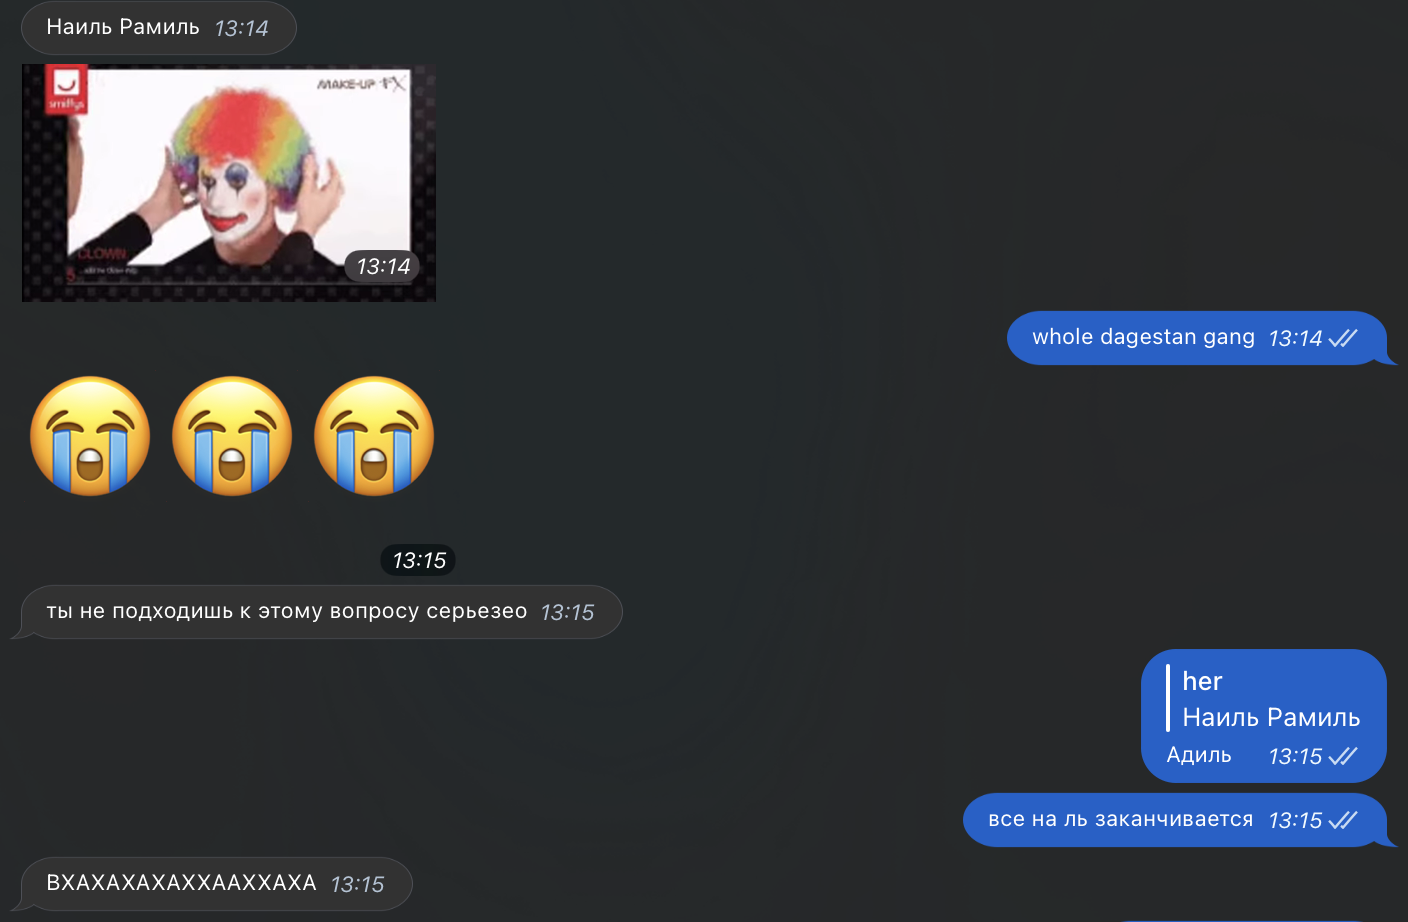 Наиль Рамиль 13:14
smiffys
MAKE-UP FX
CLOWN
5
13:14
whole dagestan gang 13:14
13:15
ты не подходишь к этому вопросу серьезео 13:15
her
Наиль Рамиль
Адиль 13:15
все на ль заканчивается 13:15
ВХАХАХАХАХХААХХАХА 13:15